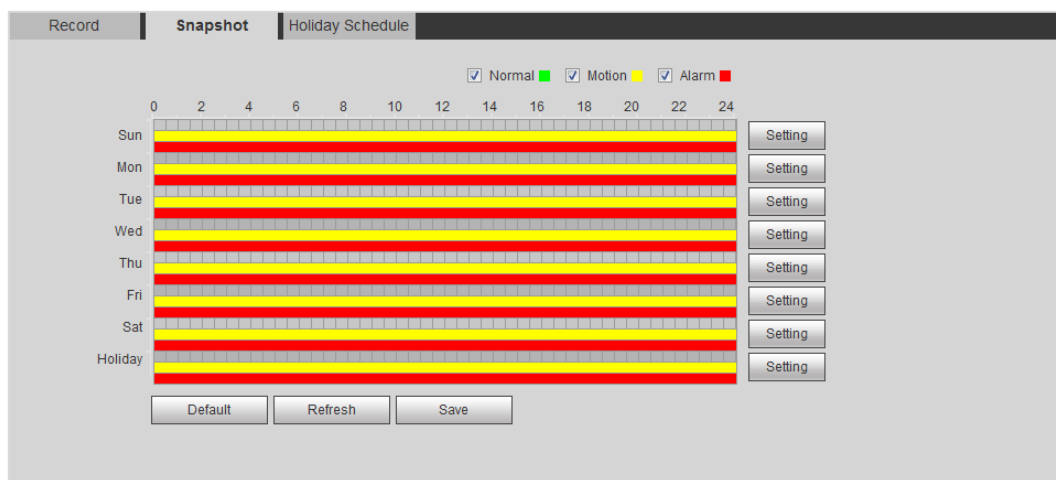 Record Snapshot Holiday Schedule
Normal Motion Alarm
0 2 4 6 8 10 12 14 16 18 20 22 24
Sun Setting
Mon Setting
Tue Setting
Wed Setting
Thu Setting
Fri Setting
Sat Setting
Holiday Setting
Default Refresh Save